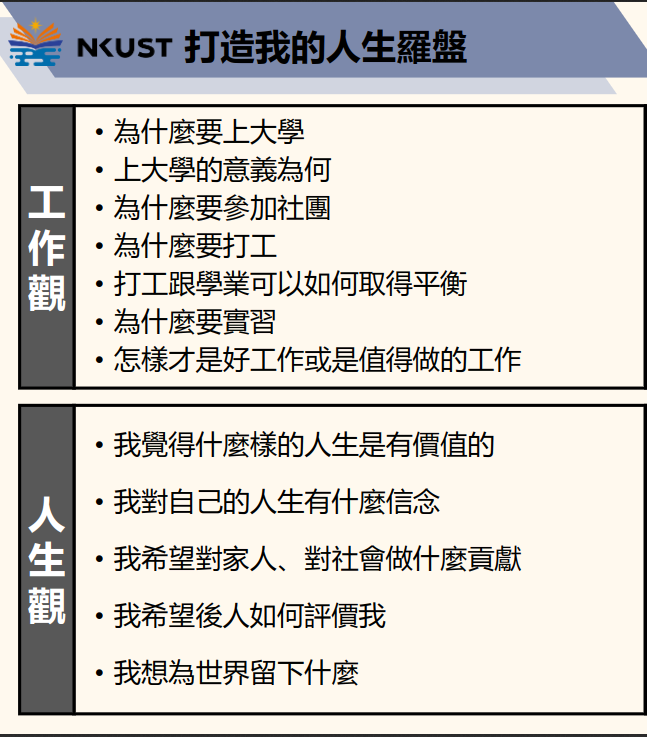 NKUST 打造我的人生羅盤
工作觀
• 為什麼要上大學
• 上大學的意義為何
• 為什麼要參加社團
• 為什麼要打工
• 打工跟學業可以如何取得平衡
• 為什麼要實習
• 怎樣才是好工作或是值得做的工作
人生觀
• 我覺得什麼樣的人生是有價值的
• 我對自己的人生有什麼信念
• 我希望對家人、對社會做什麼貢獻
• 我希望後人如何評價我
• 我想為世界留下什麼